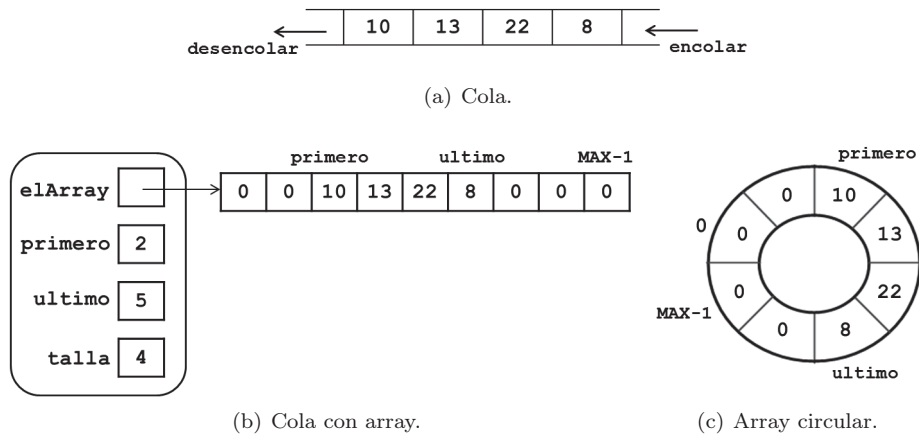 10 13 22 8
desencolar encolar
(a) Cola.
primero ultimo MAX-1
elArray 0 0 10 13 22 8 0 0 0
primero 2
ultimo 5
talla 4
(b) Cola con array.
primero
0 10
0 0 13
MAX-1 0 22
0 8
ultimo
(c) Array circular.